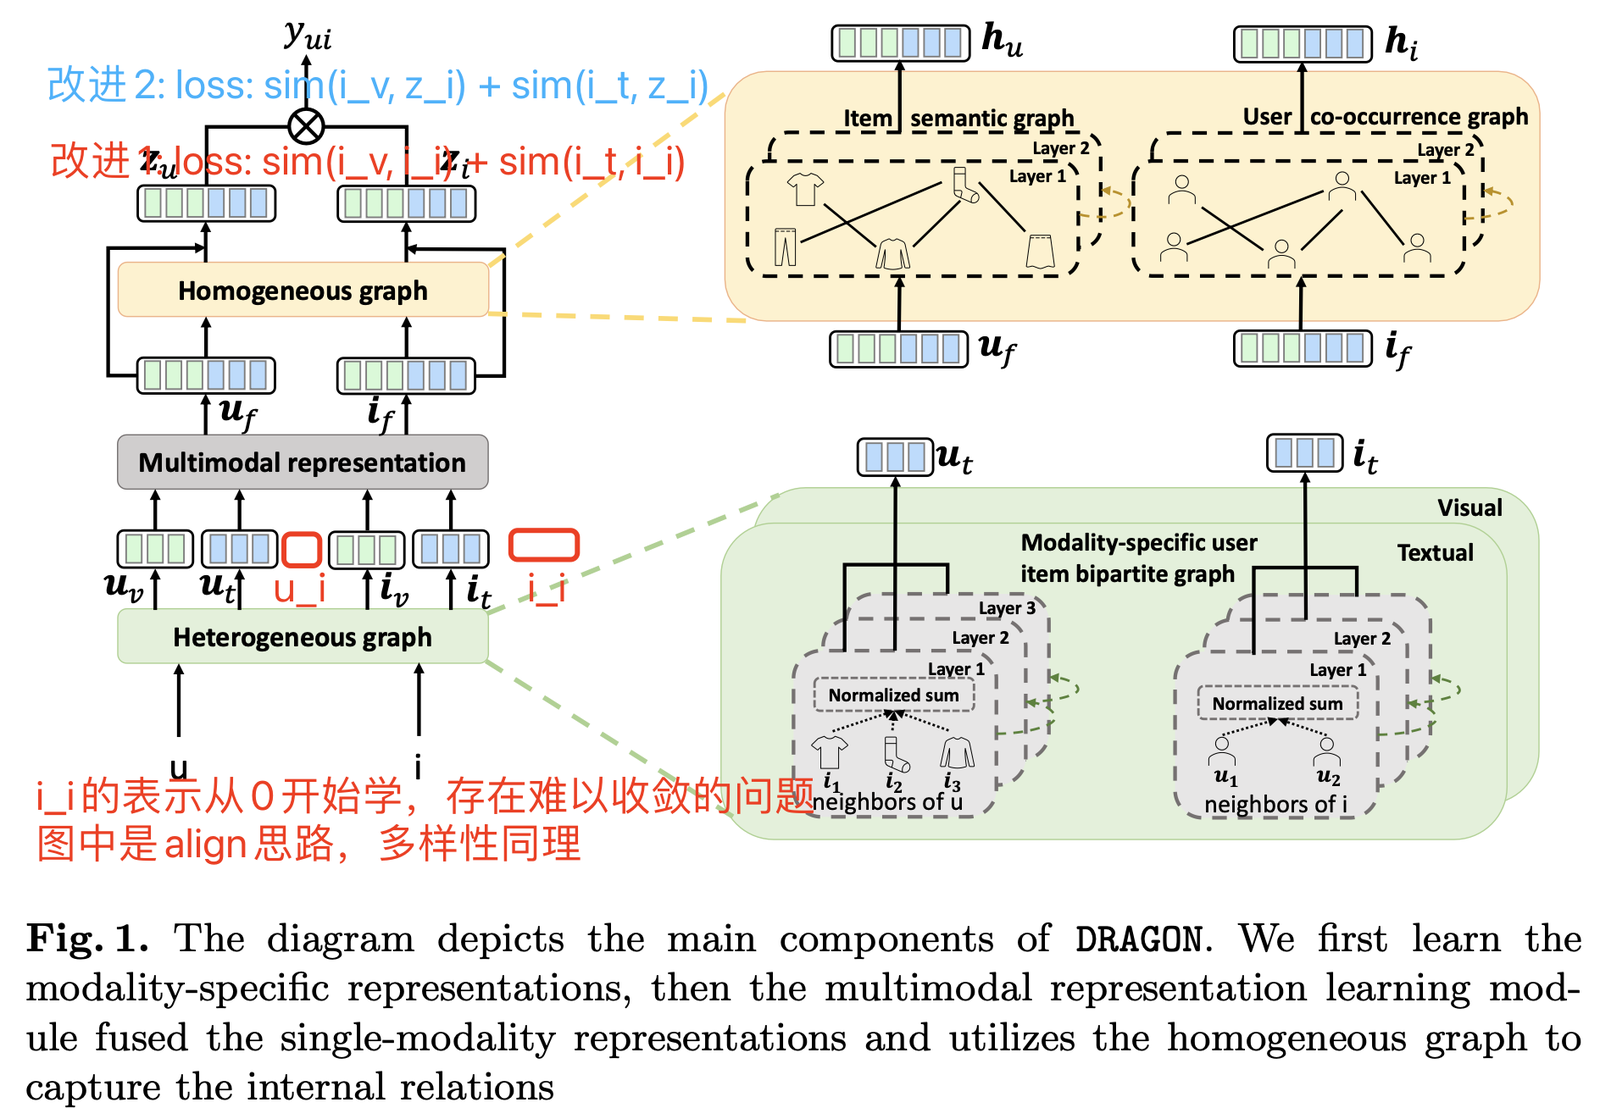 y_ui
改进2: loss: sim(i_v, z_i) + sim(i_t, z_i)
改进1: loss: sim(i_v, i_i) + sim(i_t, i_i)
z_u
z_i
Homogeneous graph
u_f
i_f
Multimodal representation
u_v
u_t
u_i
i_v
i_t
i_i
Heterogeneous graph
u
i
i_i的表示从0开始学，存在难以收敛的问题
图中是align思路，多样性同理
h_u
h_i
Item semantic graph
Layer 2
Layer 1
User co-occurrence graph
Layer 2
Layer 1
u_f
i_f
u_t
i_t
Visual
Textual
Modality-specific user
item bipartite graph
Layer 3
Layer 2
Layer 1
Normalized sum
i_1
i_2
i_3
neighbors of u
Layer 2
Layer 1
Normalized sum
u_1
u_2
neighbors of i
Fig. 1. The diagram depicts the main components of DRAGON. We first learn the
modality-specific representations, then the multimodal representation learning mod-
ule fused the single-modality representations and utilizes the homogeneous graph to
capture the internal relations